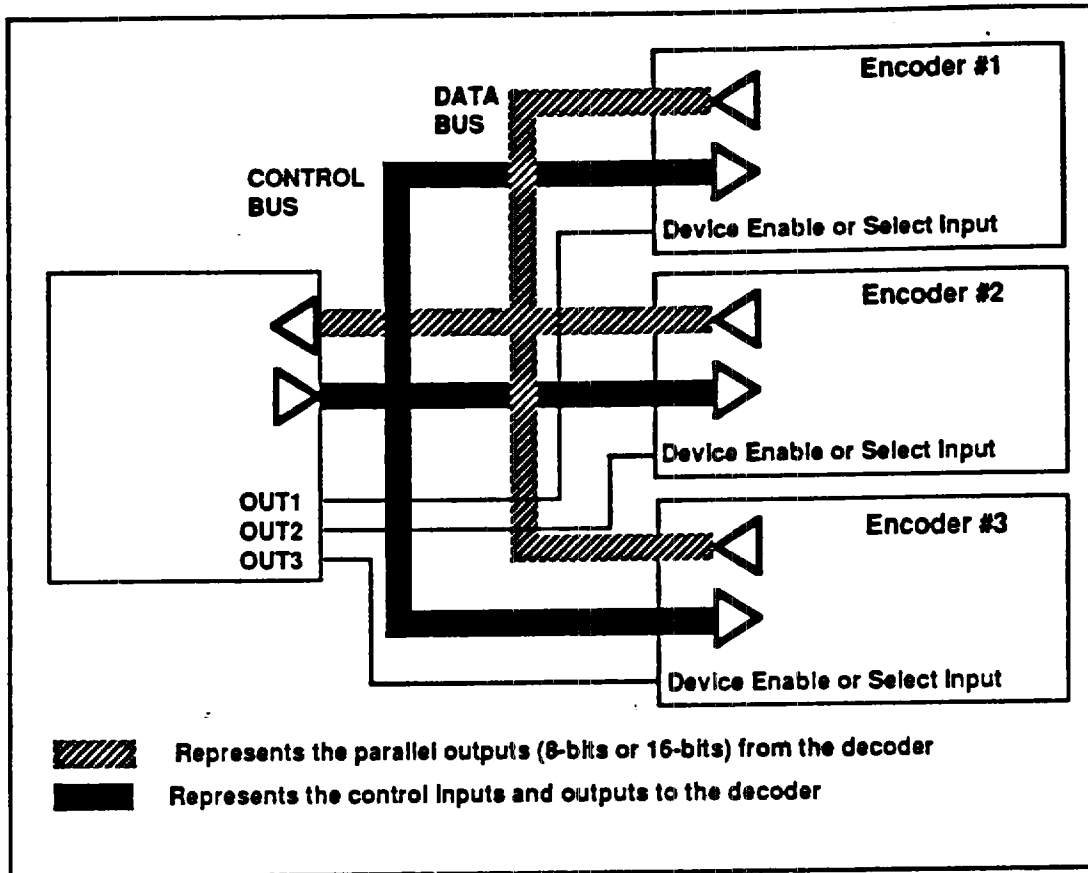 Encoder #1
DATA
BUS
CONTROL
BUS
Device Enable or Select Input
Encoder #2
Device Enable or Select Input
OUT1
OUT2
OUT3
Encoder #3
Device Enable or Select Input
Represents the parallel outputs (8-bits or 16-bits) from the decoder
Represents the control inputs and outputs to the decoder